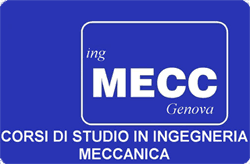 ing
MECC
Genova
CORSI DI STUDIO IN INGEGNERIA
MECCANICA